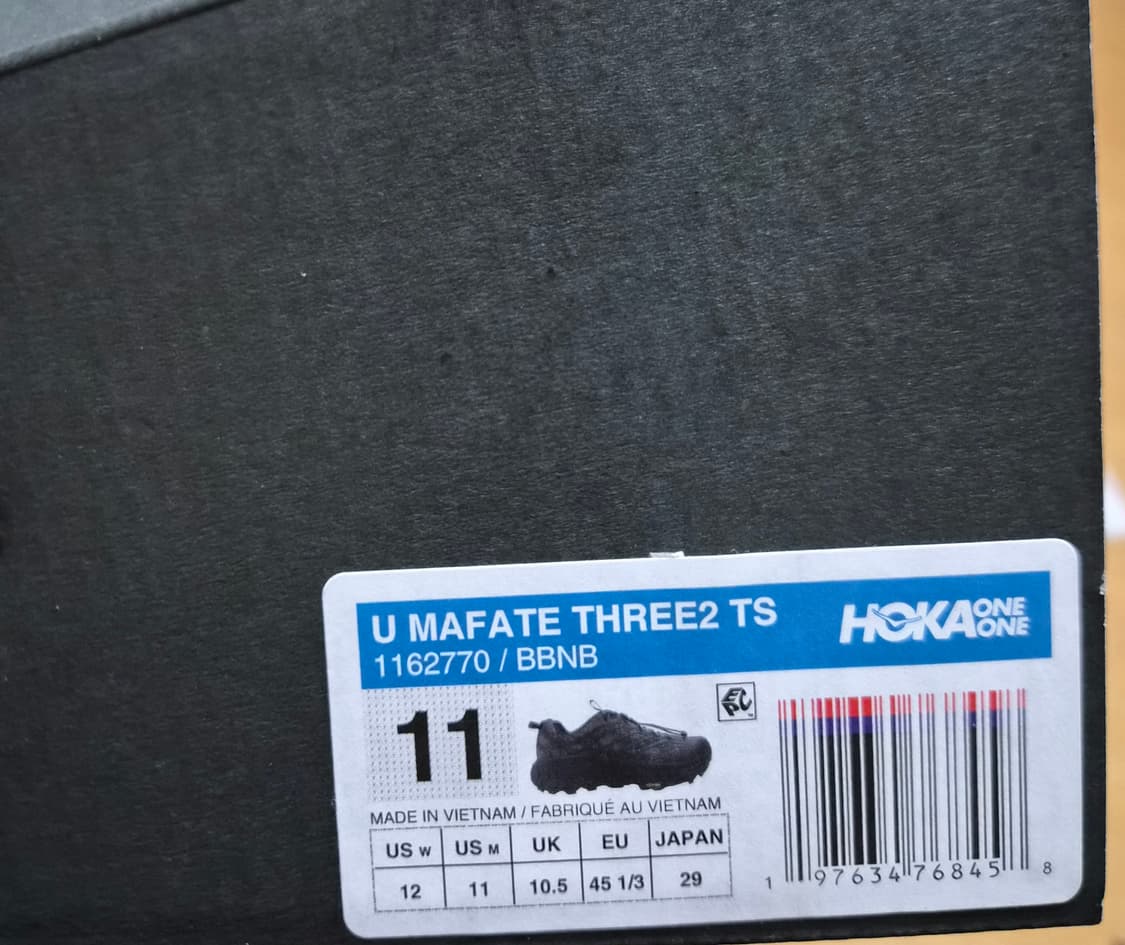 U MAFATE THREE2 TS
1162770 / BBNB
HOKA ONE ONE
11
EPC
MADE IN VIETNAM / FABRIQUÉ AU VIETNAM
US W US M UK EU JAPAN
12 11 10.5 45 1/3 29
1 97634 76845 8